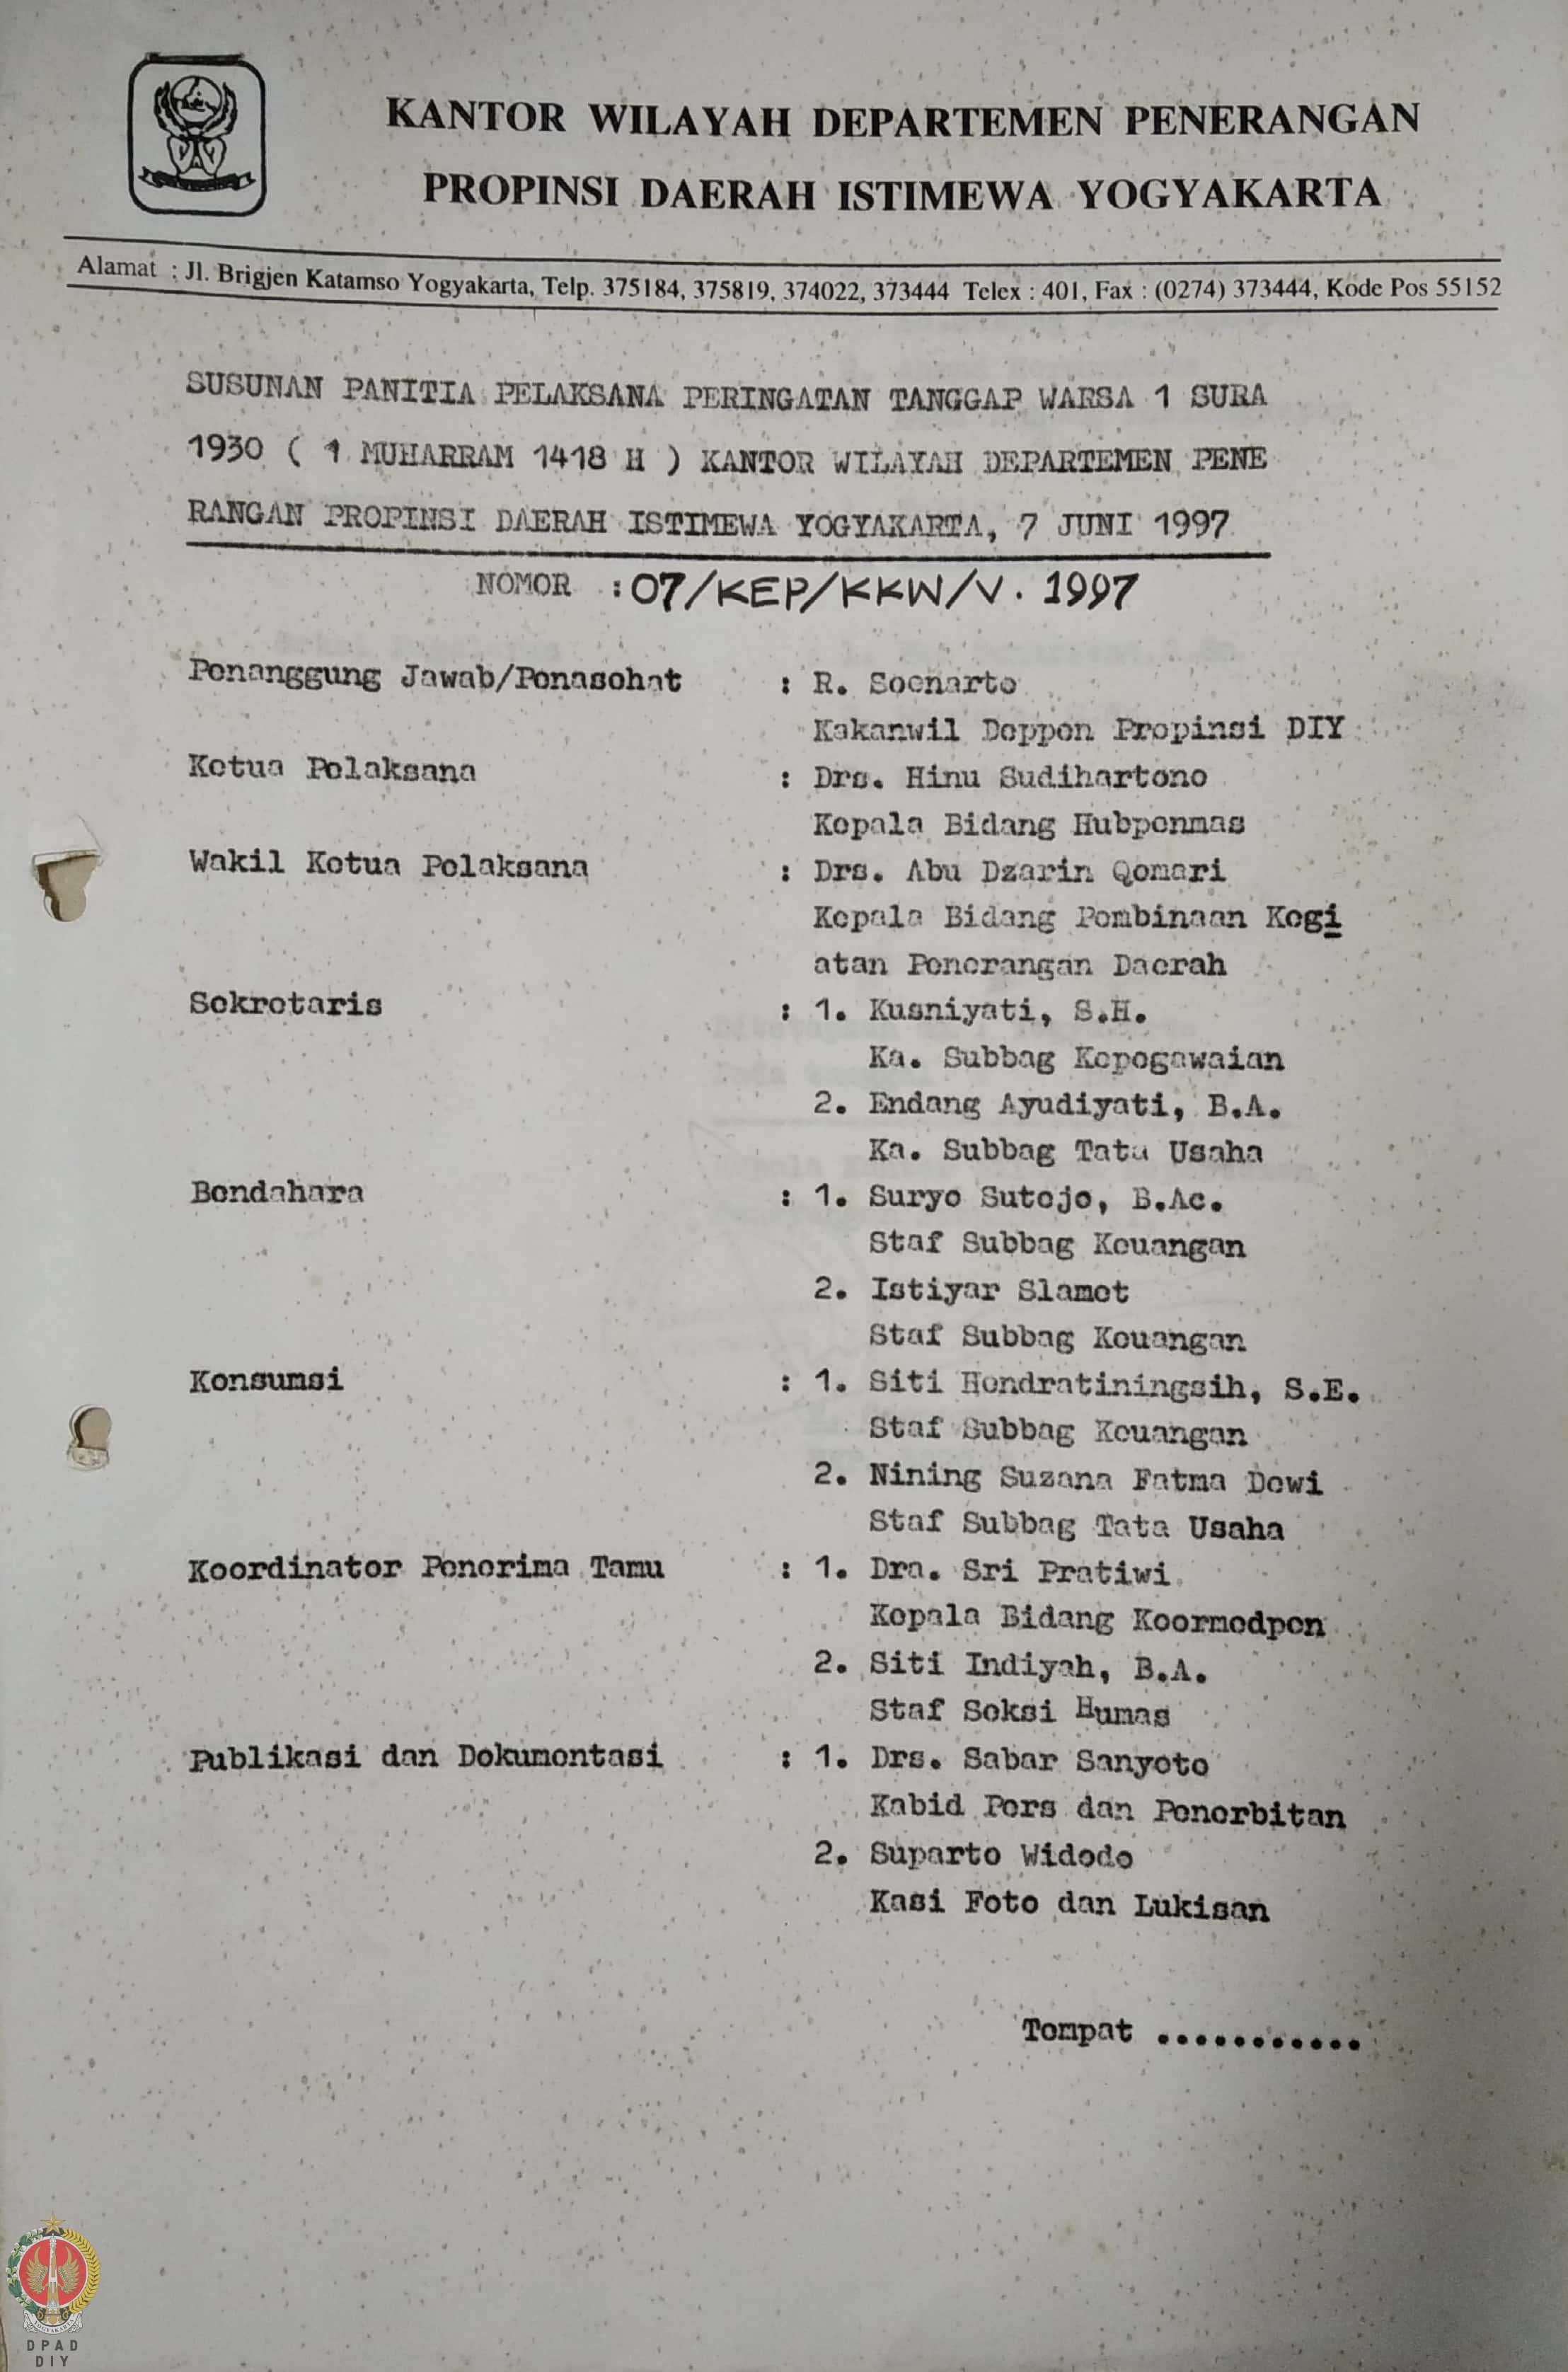 KANTOR WILAYAH DEPARTEMEN PENERANGAN
PROPINSI DAERAH ISTIMEWA YOGYAKARTA
Alamat : Jl. Brigjen Katamso Yogyakarta, Telp. 375184, 375819, 374022, 373444 Telex : 401, Fax : (0274) 373444, Kode Pos 55152
SUSUNAN PANITIA PELAKSANA PERINGATAN TANGGAP WARSA 1 SURA
1930 ( 1 MUHARRAM 1418 H ) KANTOR WILAYAH DEPARTEMEN PENE
RANGAN PROPINSI DAERAH ISTIMEWA YOGYAKARTA, 7 JUNI 1997
NOMOR : 07/KEP/KKW/V. 1997
Penanggung Jawab/Penasehat : R. Soenarto
Kakanwil Deppen Propinsi DIY
Ketua Pelaksana : Drs. Hinu Sudihartono
Kepala Bidang Hubpenmas
Wakil Ketua Pelaksana : Drs. Abu Dzarin Qomari
Kepala Bidang Pembinaan Kegi
atan Penerangan Daerah
Sekretaris : 1. Kusniyati, S.H.
Ka. Subbag Kepegawaian
2. Endang Ayudiyati, B.A.
Ka. Subbag Tata Usaha
Bendahara : 1. Suryo Sutejo, B.Ac.
Staf Subbag Keuangan
2. Istiyar Slamet
Staf Subbag Keuangan
Konsumsi : 1. Siti Hendratiningsih, S.E.
Staf Subbag Keuangan
2. Nining Suzana Fatma Dewi
Staf Subbag Tata Usaha
Koordinator Penerima Tamu : 1. Dra. Sri Pratiwi
Kepala Bidang Koormedpen
2. Siti Indiyah, B.A.
Staf Seksi Humas
Publikasi dan Dokumentasi : 1. Drs. Sabar Sanyoto
Kabid Pers dan Penerbitan
2. Suparto Widodo
Kasi Foto dan Lukisan
Tempat ...........
YOGYAKARTA
DPAD
DIY